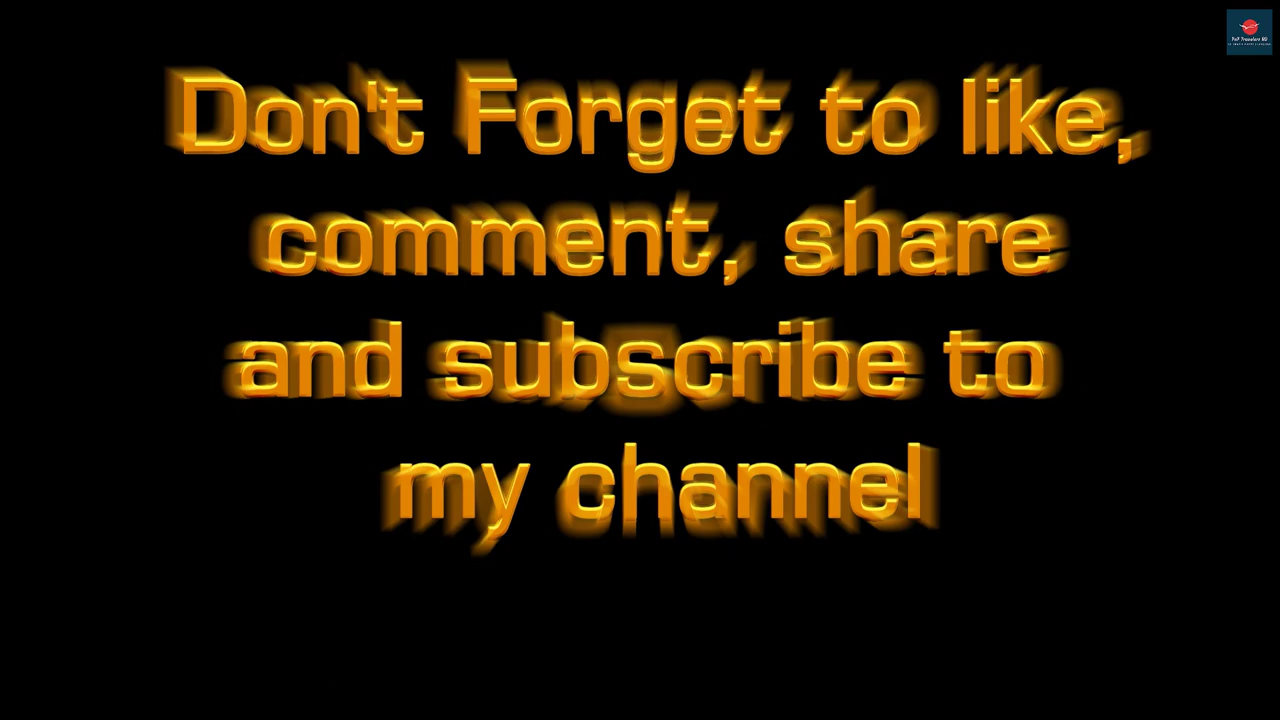 Don't Forget to like,
comment, share
and subscribe to
my channel